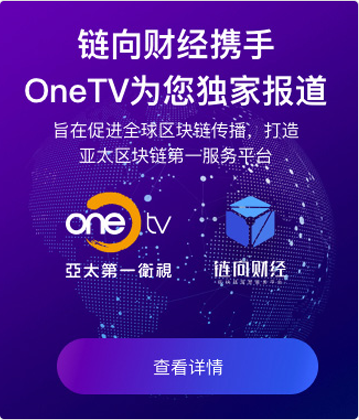 链向财经携手
OneTV为您独家报道
旨在促进全球区块链传播，打造
亚太区块链第一服务平台
one tv
亞太第一衛視
链向财经
查看详情